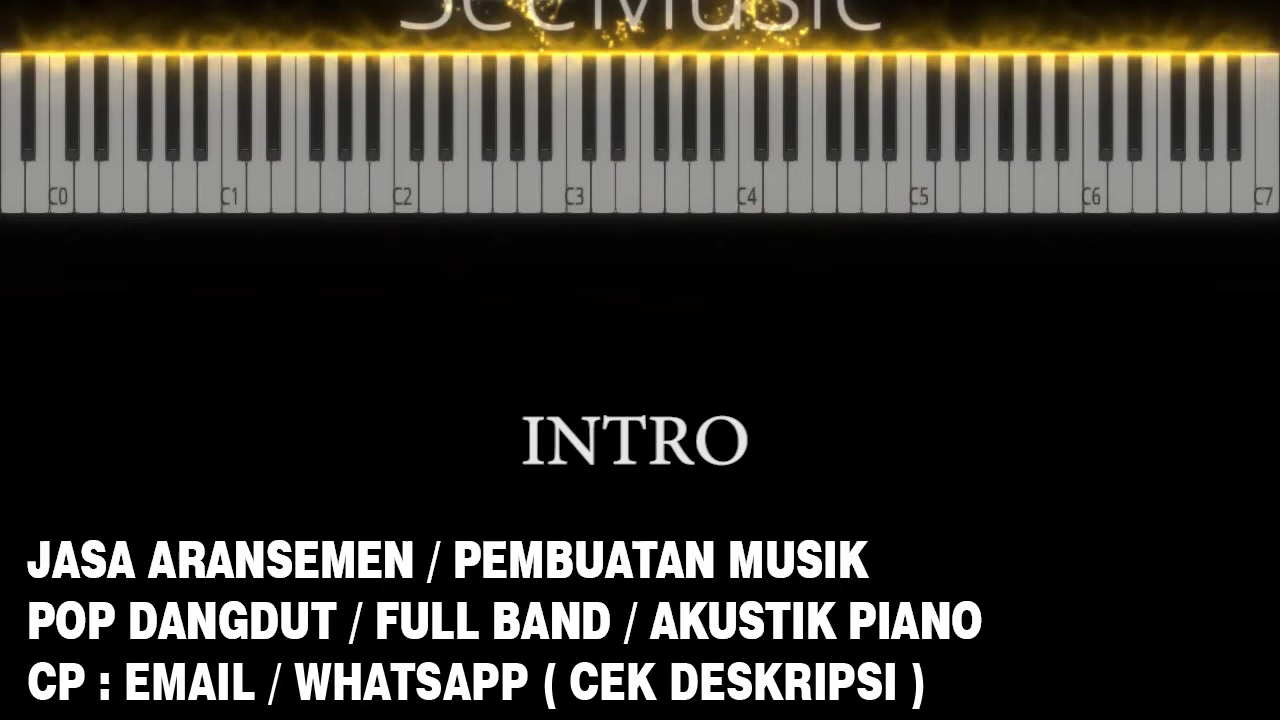 SeeMusic
C0 C1 C2 C3 C4 C5 C6 C7
INTRO
JASA ARANSEMEN / PEMBUATAN MUSIK
POP DANGDUT / FULL BAND / AKUSTIK PIANO
CP : EMAIL / WHATSAPP ( CEK DESKRIPSI )